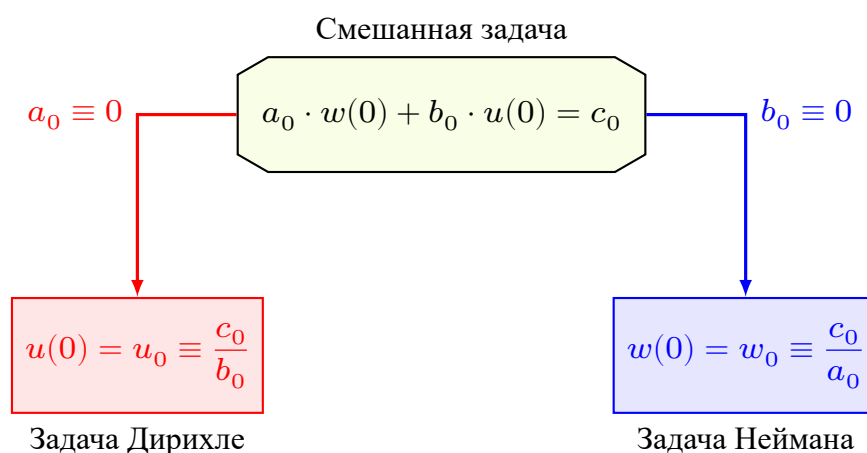 Смешанная задача
a₀ ≡ 0
a₀ · w(0) + b₀ · u(0) = c₀
b₀ ≡ 0
u(0) = u₀ ≡ c₀/b₀
w(0) = w₀ ≡ c₀/a₀
Задача Дирихле
Задача Неймана